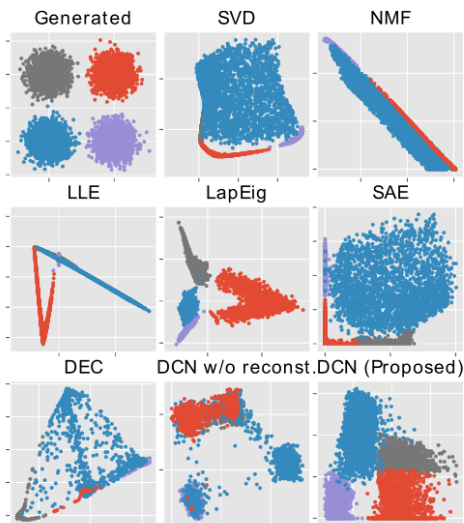 Generated SVD NMF
LLE LapEig SAE
DEC DCN w/o reconst. DCN (Proposed)